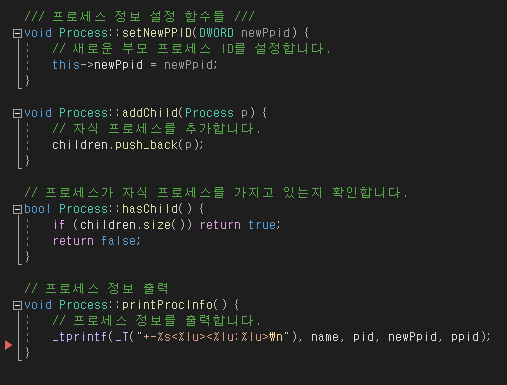 /// 프로세스 정보 설정 함수들 ///
void Process::setNewPPID(DWORD newPpid) {
// 새로운 부모 프로세스 ID를 설정합니다.
this->newPpid = newPpid;
}
void Process::addChild(Process p) {
// 자식 프로세스를 추가합니다.
children.push_back(p);
}
// 프로세스가 자식 프로세스를 가지고 있는지 확인합니다.
bool Process::hasChild() {
if (children.size()) return true;
return false;
}
// 프로세스 정보 출력
void Process::printProcInfo() {
// 프로세스 정보를 출력합니다.
_tprintf(_T("+-%s<%lu><%lu:%lu>₩n"), name, pid, newPpid, ppid);
}